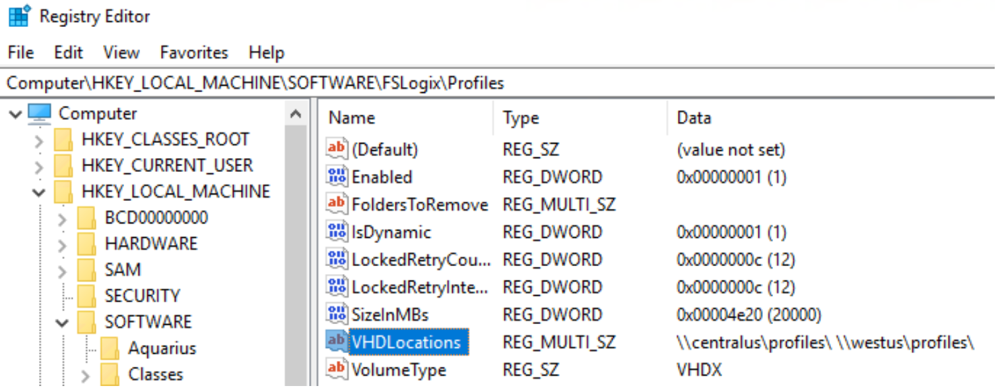 Registry Editor
File Edit View Favorites Help
Computer\HKEY_LOCAL_MACHINE\SOFTWARE\FSLogix\Profiles
Computer
HKEY_CLASSES_ROOT
HKEY_CURRENT_USER
HKEY_LOCAL_MACHINE
BCD00000000
HARDWARE
SAM
SECURITY
SOFTWARE
Aquarius
Classes
Name Type Data
(Default) REG_SZ (value not set)
Enabled REG_DWORD 0x00000001 (1)
FoldersToRemove REG_MULTI_SZ
IsDynamic REG_DWORD 0x00000001 (1)
LockedRetryCou... REG_DWORD 0x0000000c (12)
LockedRetryInte... REG_DWORD 0x0000000c (12)
SizeInMBs REG_DWORD 0x00004e20 (20000)
VHDLocations REG_MULTI_SZ \\centralus\profiles\ \\westus\profiles\
VolumeType REG_SZ VHDX